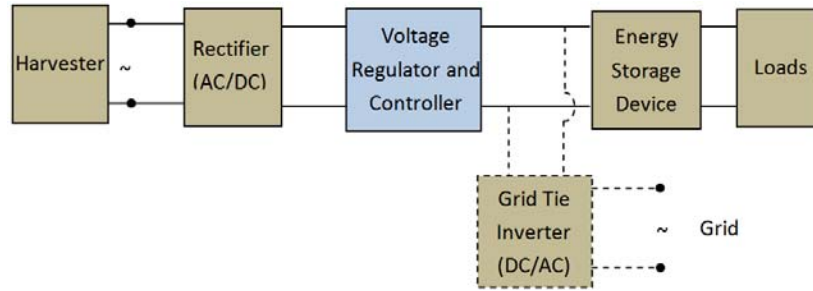 Harvester
~
Rectifier
(AC/DC)
Voltage
Regulator and
Controller
Energy
Storage
Device
Loads
Grid Tie
Inverter
(DC/AC)
~ Grid